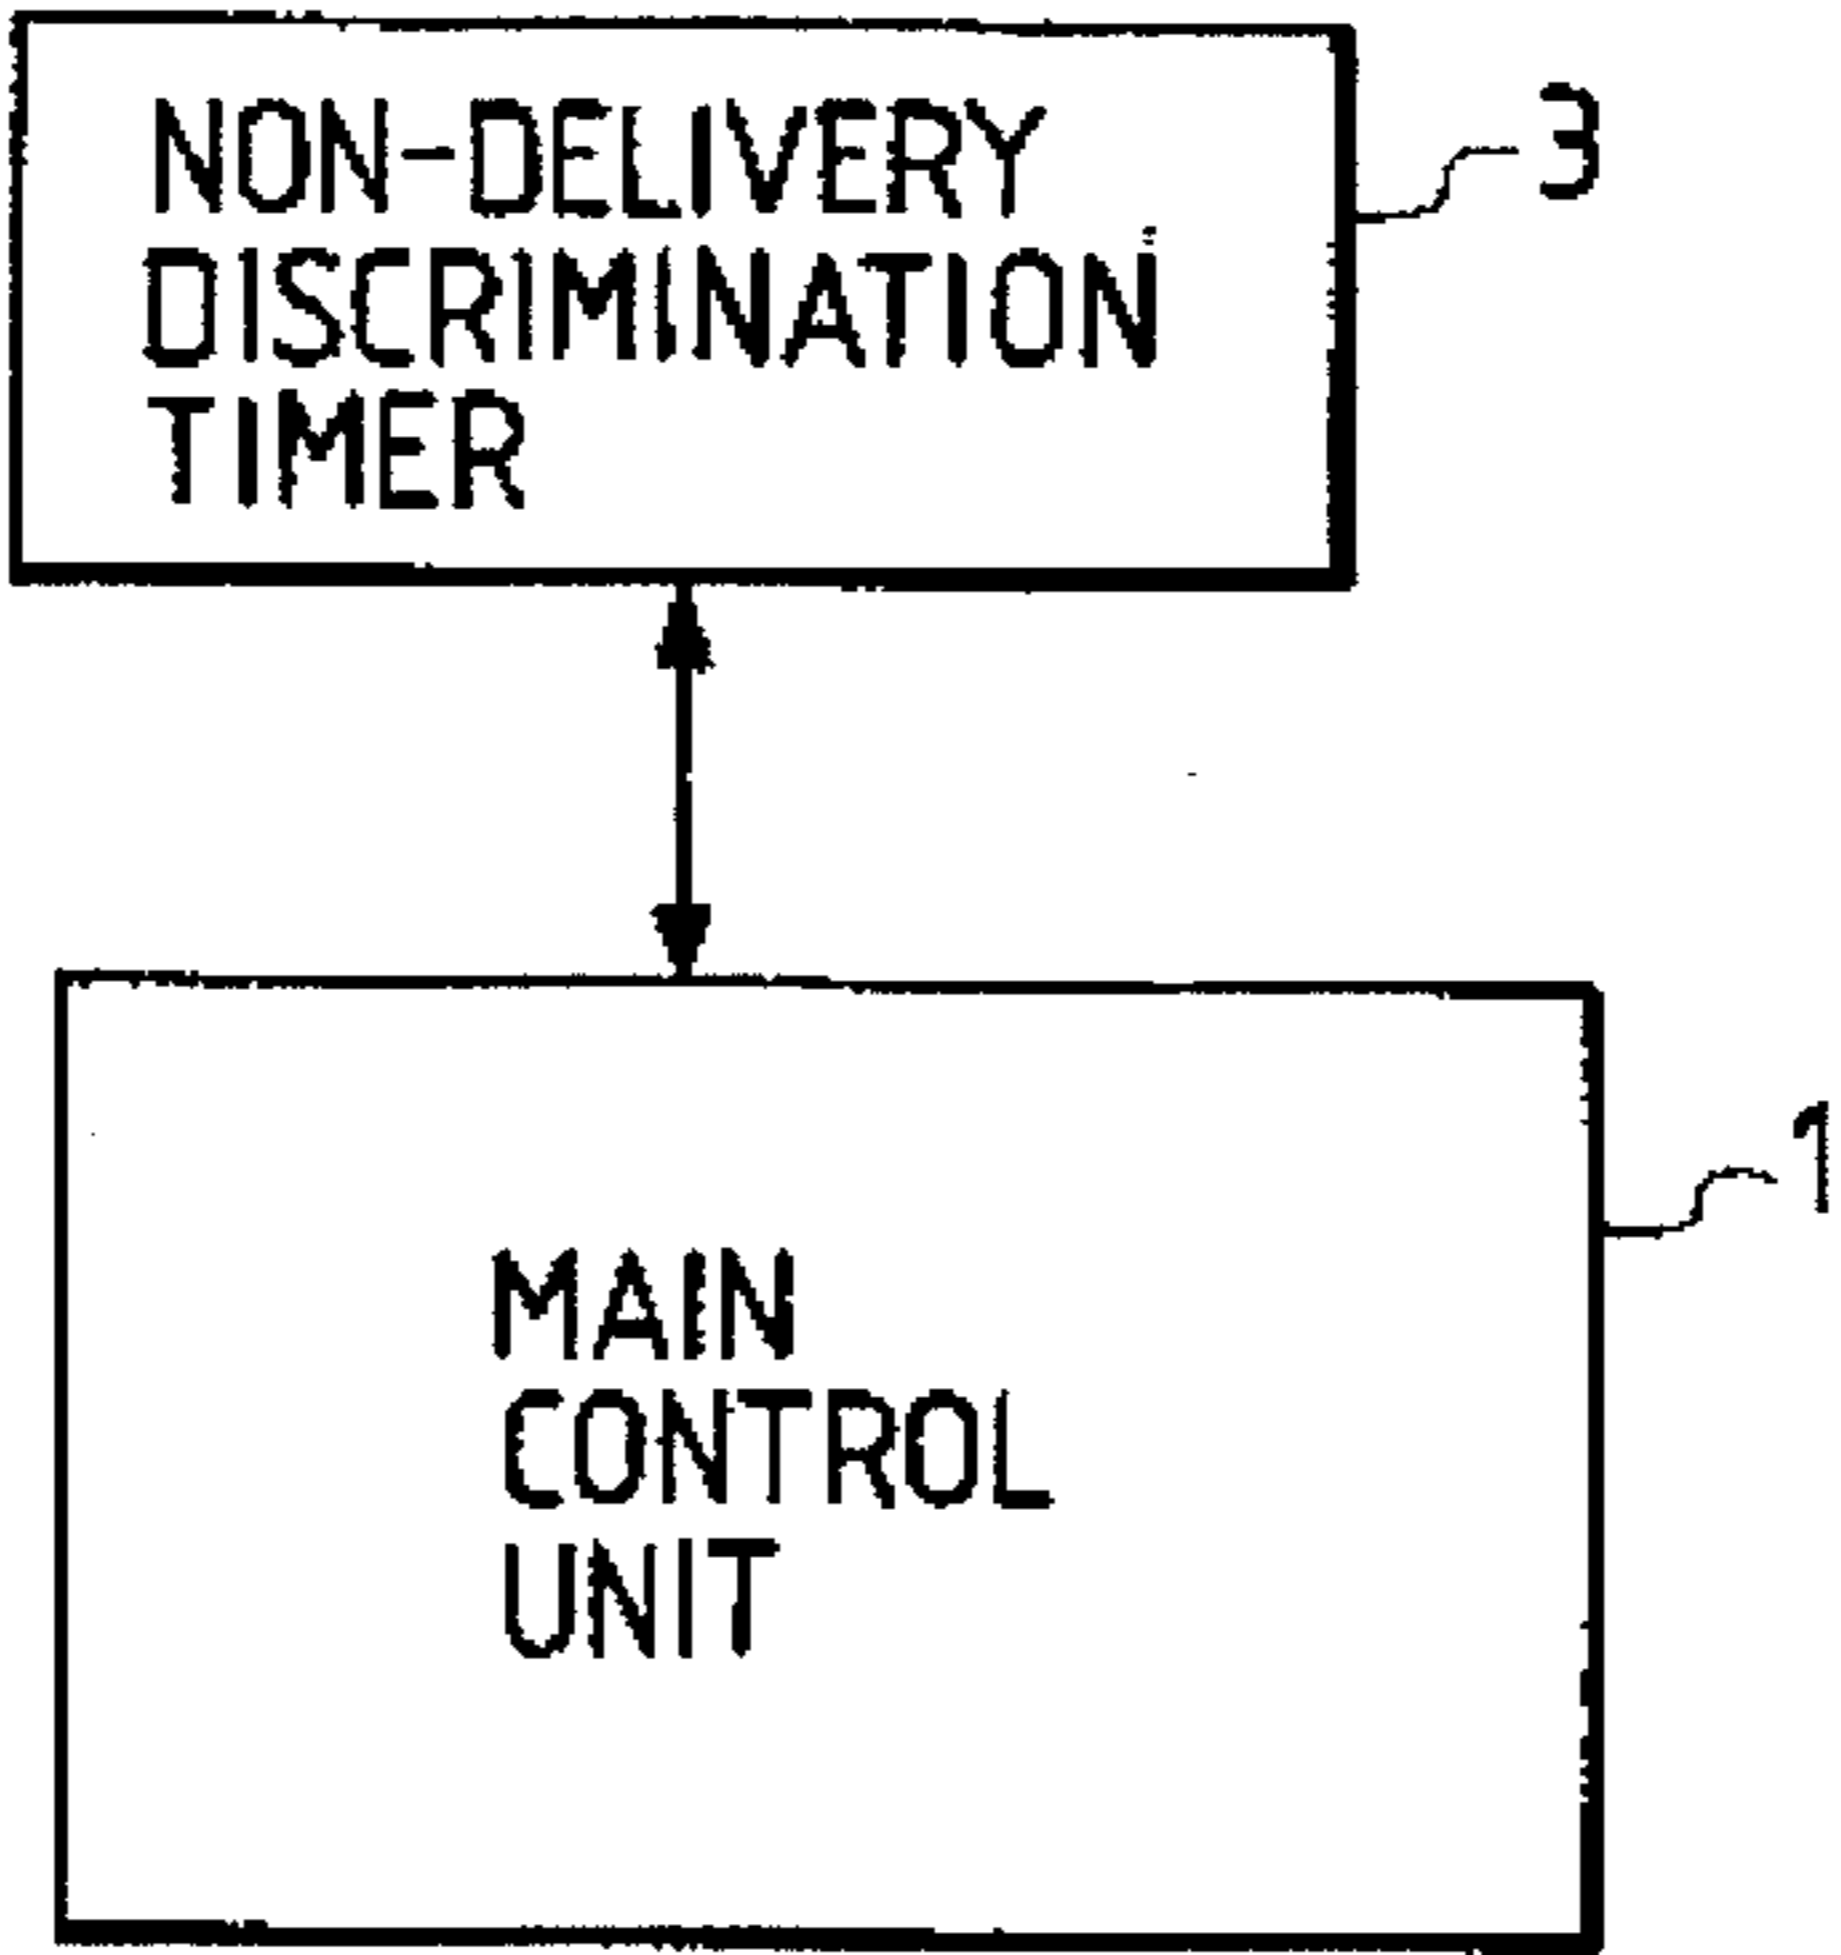 NON-DELIVERY
DISCRIMINATION
TIMER
3
1
MAIN
CONTROL
UNIT